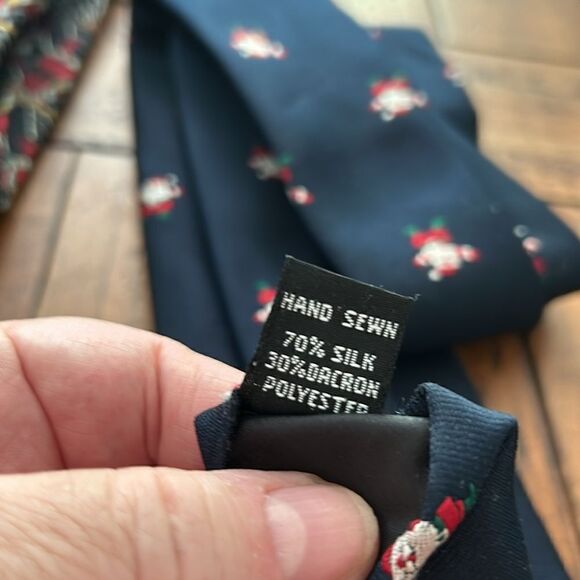 HAND SEWN
70% SILK
30%DACRON
POLYESTER